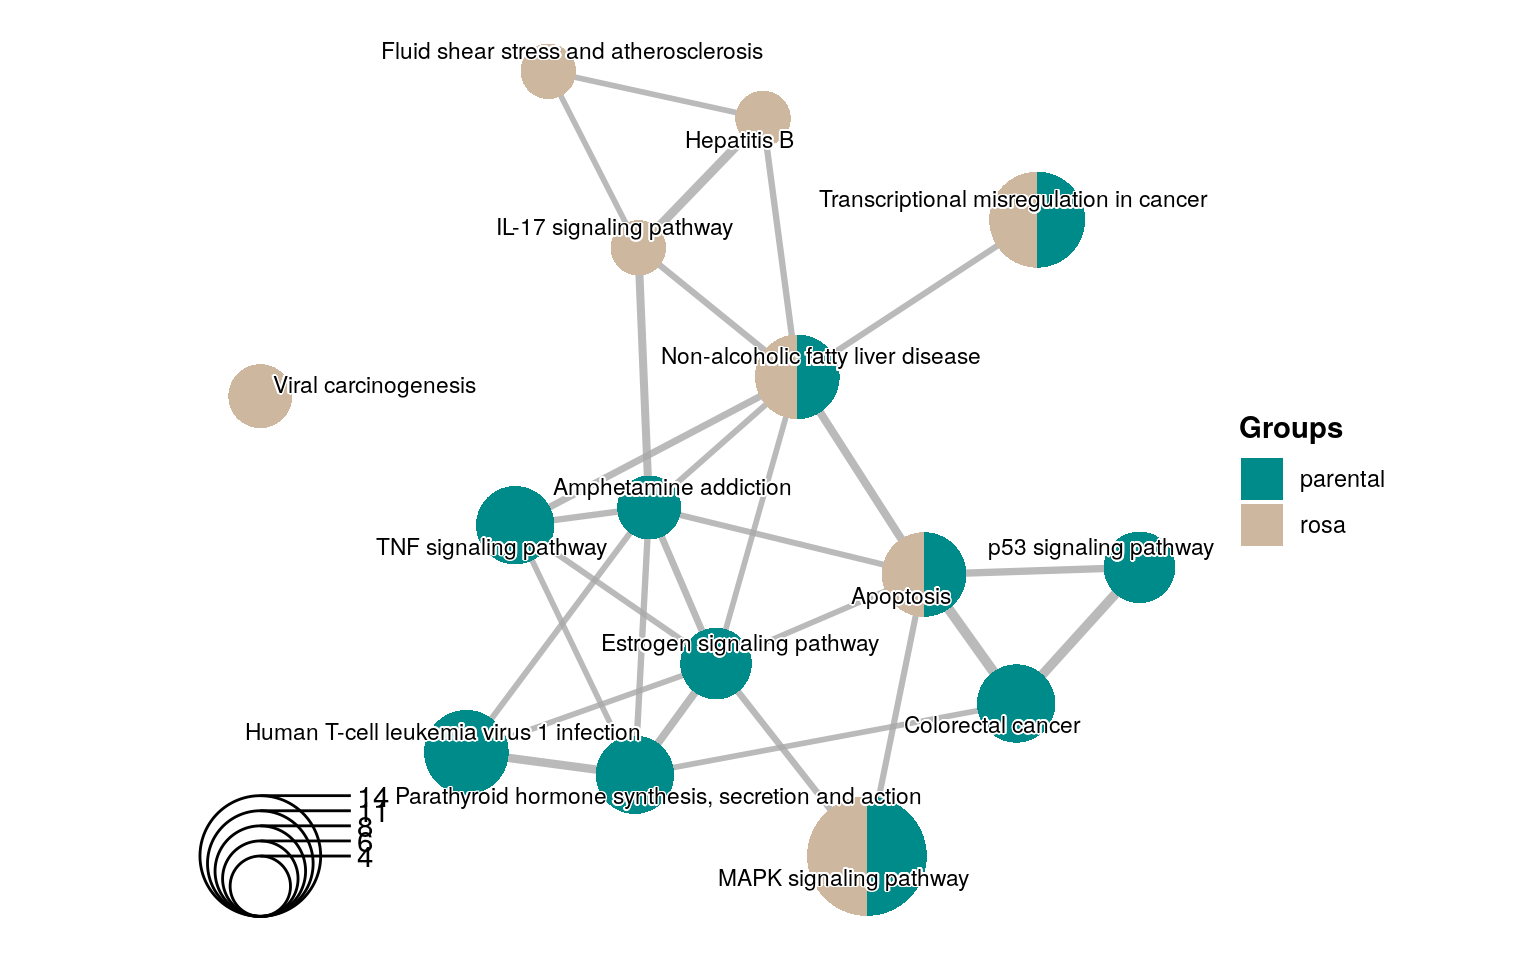 Fluid shear stress and atherosclerosis
Hepatitis B
Transcriptional misregulation in cancer
IL-17 signaling pathway
Non-alcoholic fatty liver disease
Viral carcinogenesis
Groups
parental
rosa
Amphetamine addiction
TNF signaling pathway
p53 signaling pathway
Apoptosis
Estrogen signaling pathway
Colorectal cancer
Human T-cell leukemia virus 1 infection
Parathyroid hormone synthesis, secretion and action
MAPK signaling pathway
14
11
8
6
4